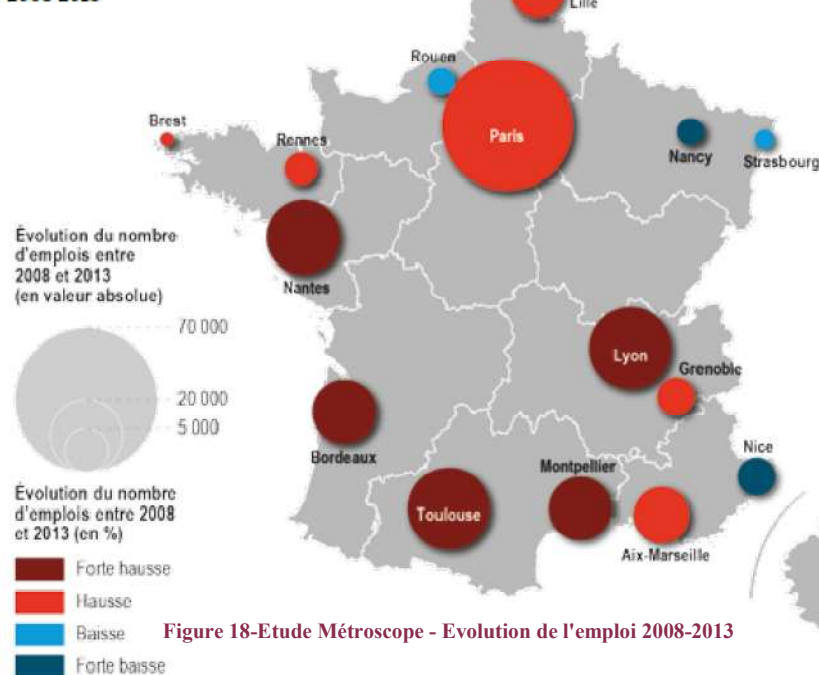 Lille
Rouen
Paris
Brest
Rennes
Nancy
Strasbourg
Évolution du nombre
d'emplois entre
2008 et 2013
(en valeur absolue)
Nantes
70 000
Lyon
Grenoble
20 000
5 000
Bordeaux
Montpellier
Nice
Toulouse
Aix-Marseille
Évolution du nombre
d'emplois entre 2008
et 2013 (en %)
Forte hausse
Hausse
Baisse
Forte baisse
Figure 18-Etude Métroscope - Evolution de l'emploi 2008-2013